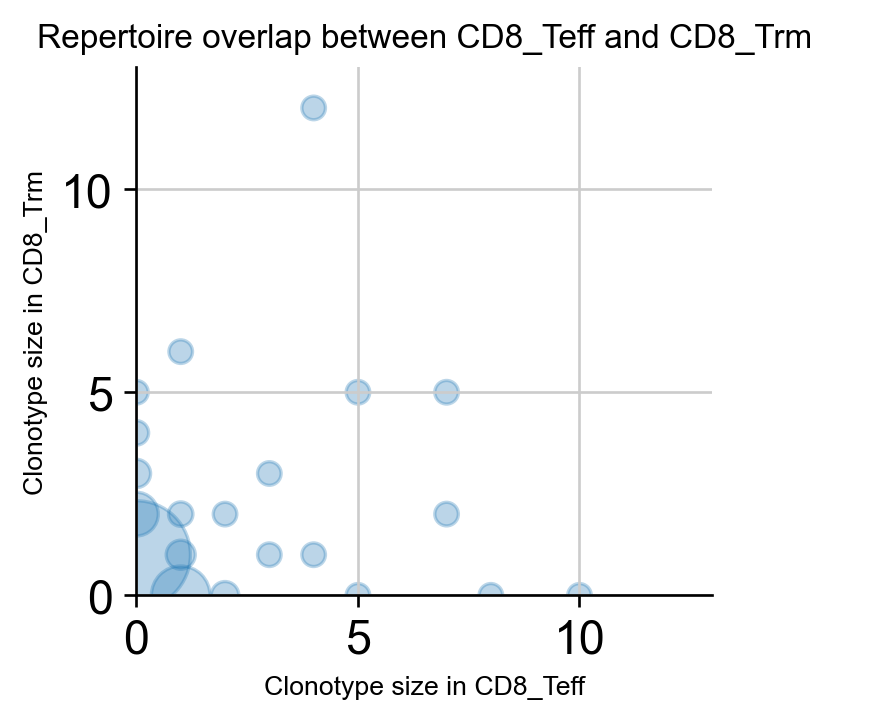 Repertoire overlap between CD8_Teff and CD8_Trm
Clonotype size in CD8_Trm
10
5
0
0
5
10
Clonotype size in CD8_Teff